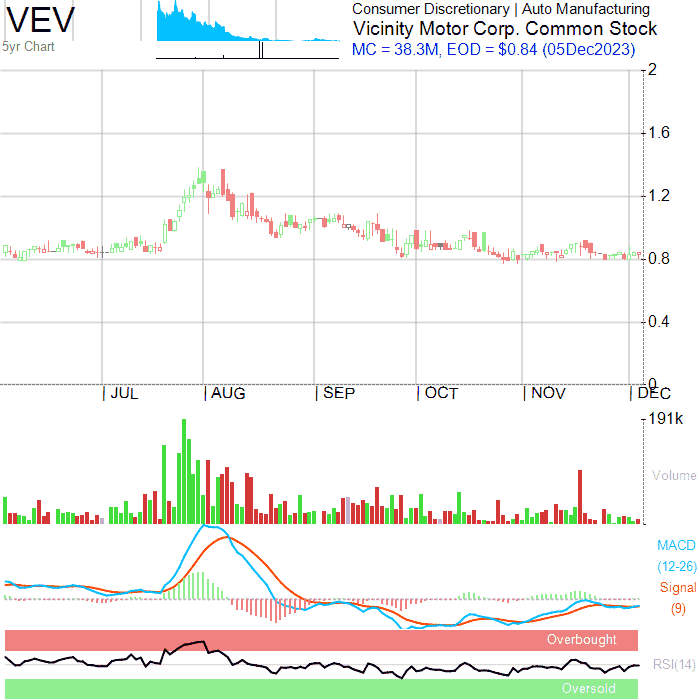 VEV
5yr Chart
Consumer Discretionary | Auto Manufacturing
Vicinity Motor Corp. Common Stock
MC = 38.3M, EOD = $0.84 (05Dec2023)
2
1.6
1.2
0.8
0.4
0
JUL AUG SEP OCT NOV DEC
191k
Volume
MACD
(12-26)
Signal
(9)
Overbought
RSI(14)
Oversold